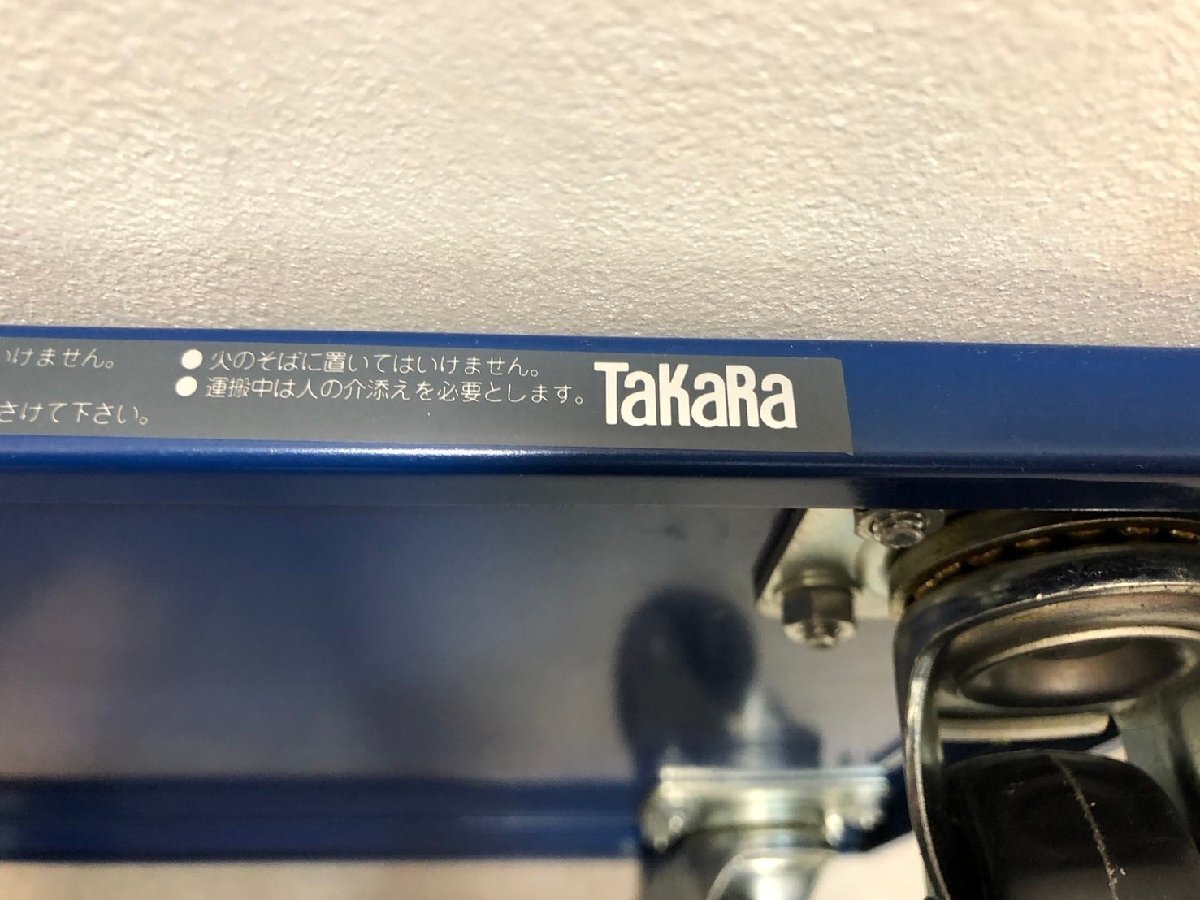 いけません。
さけて下さい。
● 火のそばに置いてはいけません。
● 運搬中は人の介添えを必要とします。
TaKaRa